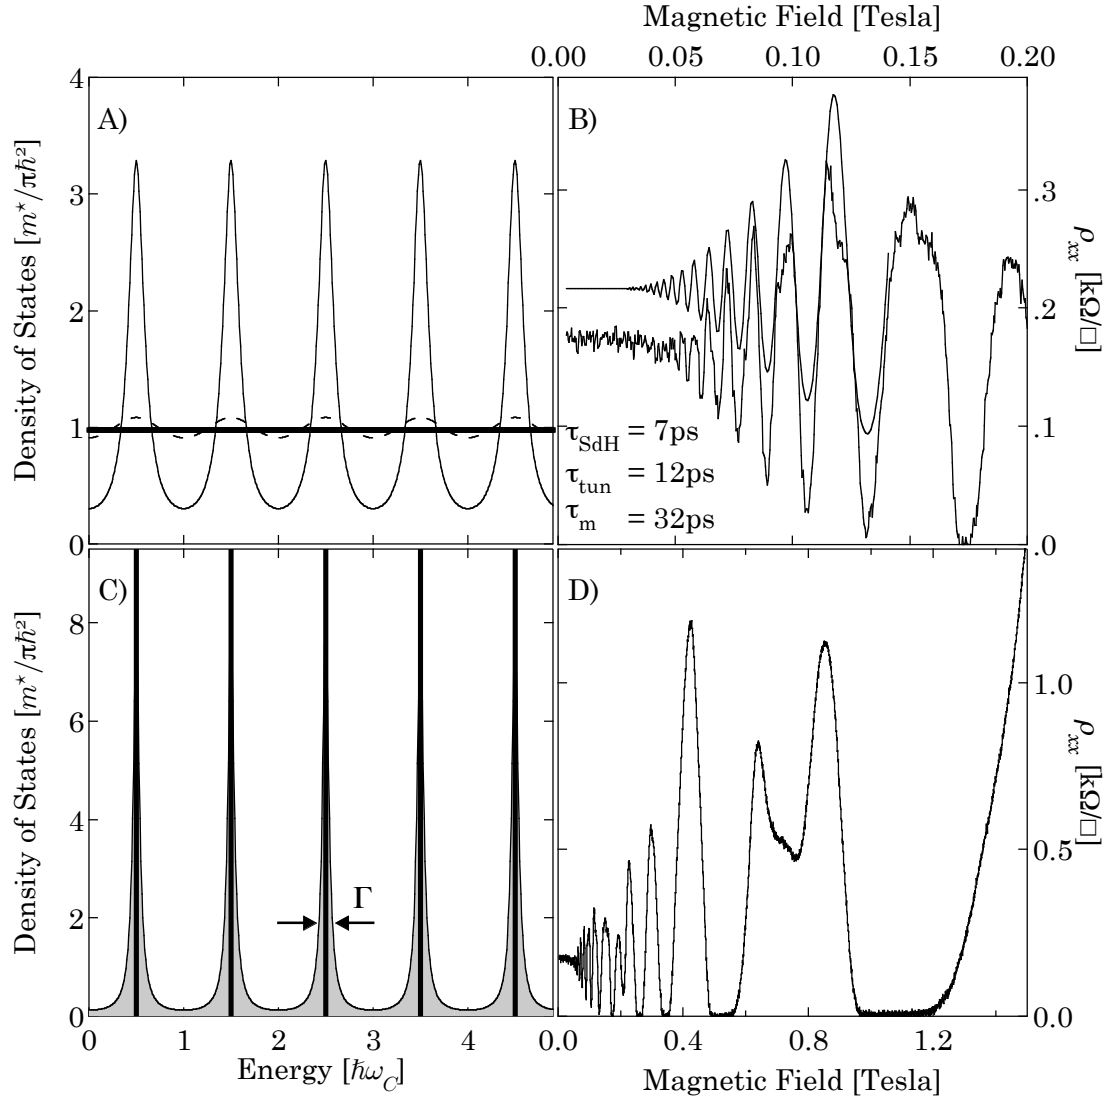 Magnetic Field [Tesla]
0.00 0.05 0.10 0.15 0.20
A)
4
3
2
1
0
Density of States [m*/πℏ²]
B)
.3
.2
.1
.0
ρxx [kΩ/□]
τSdH = 7ps
τtun = 12ps
τm = 32ps
C)
8
6
4
2
0
Density of States [m*/πℏ²]
Γ
0 1 2 3 4
Energy [ℏωC]
D)
1.0
0.5
0.0
ρxx [kΩ/□]
0.0 0.4 0.8 1.2
Magnetic Field [Tesla]